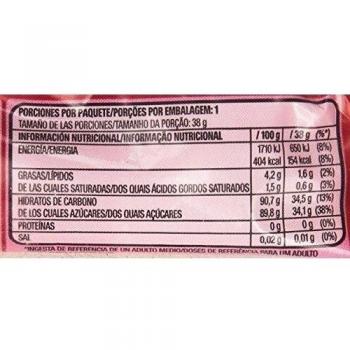 PORCIONES POR PAQUETE/PORÇÕES POR EMBALAGEM: 1
TAMAÑO DE LAS PORCIONES/TAMANHO DA PORÇÃO: 38 g
INFORMACIÓN NUTRICIONAL/INFORMAÇÃO NUTRICIONAL /100 g /38 g (%*)
ENERGÍA/ENERGIA 1710 kJ 650 kJ (8%)
404 kcal 154 kcal (8%)
GRASAS/LÍPIDOS 4,2 g 1,6 g (2%)
DE LAS CUALES SATURADAS/DOS QUAIS ÁCIDOS GORDOS SATURADOS 1,5 g 0,6 g (3%)
HIDRATOS DE CARBONO 90,7 g 34,5 g (13%)
DE LOS CUALES AZÚCARES/DOS QUAIS AÇÚCARES 89,8 g 34,1 g (38%)
PROTEÍNAS 0 g 0 g (0%)
SAL 0,02 g 0,01 g (0%)
*INGESTA DE REFERENCIA DE UN ADULTO MEDIO/DOSES DE REFERÊNCIA PARA UM ADULTO